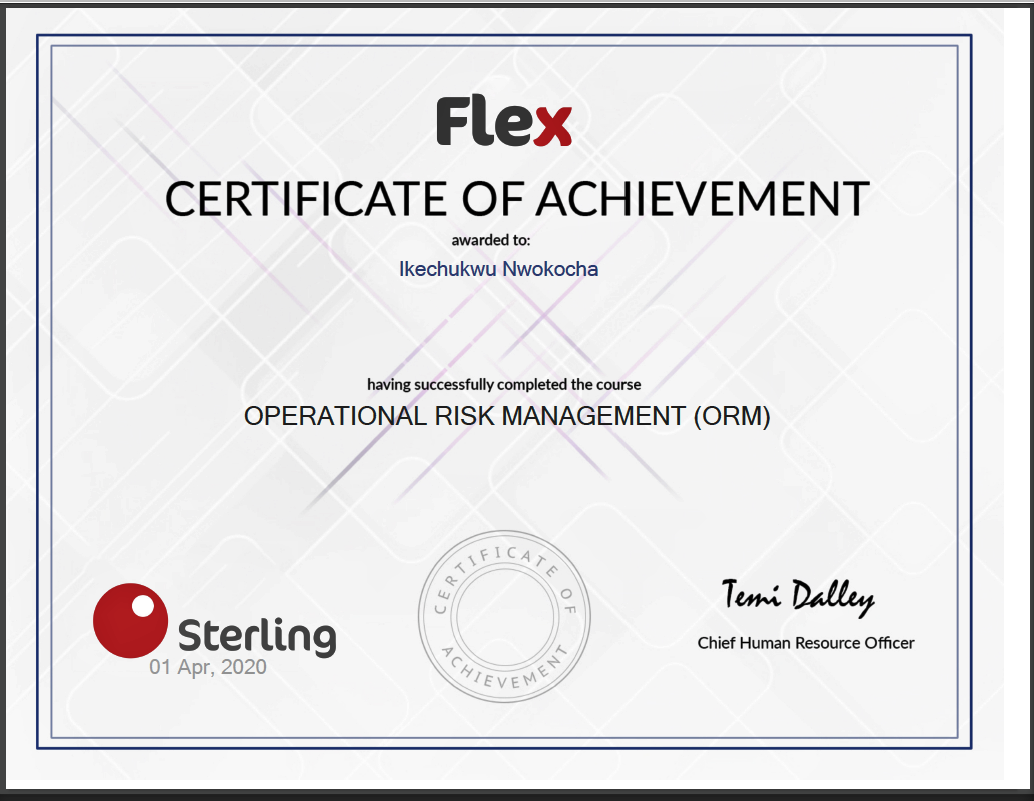 Flex
CERTIFICATE OF ACHIEVEMENT
awarded to:
Ikechukwu Nwokocha
having successfully completed the course
OPERATIONAL RISK MANAGEMENT (ORM)
Sterling
01 Apr, 2020
CERTIFICATE OF
ACHIEVEMENT
Temi Dalley
Chief Human Resource Officer